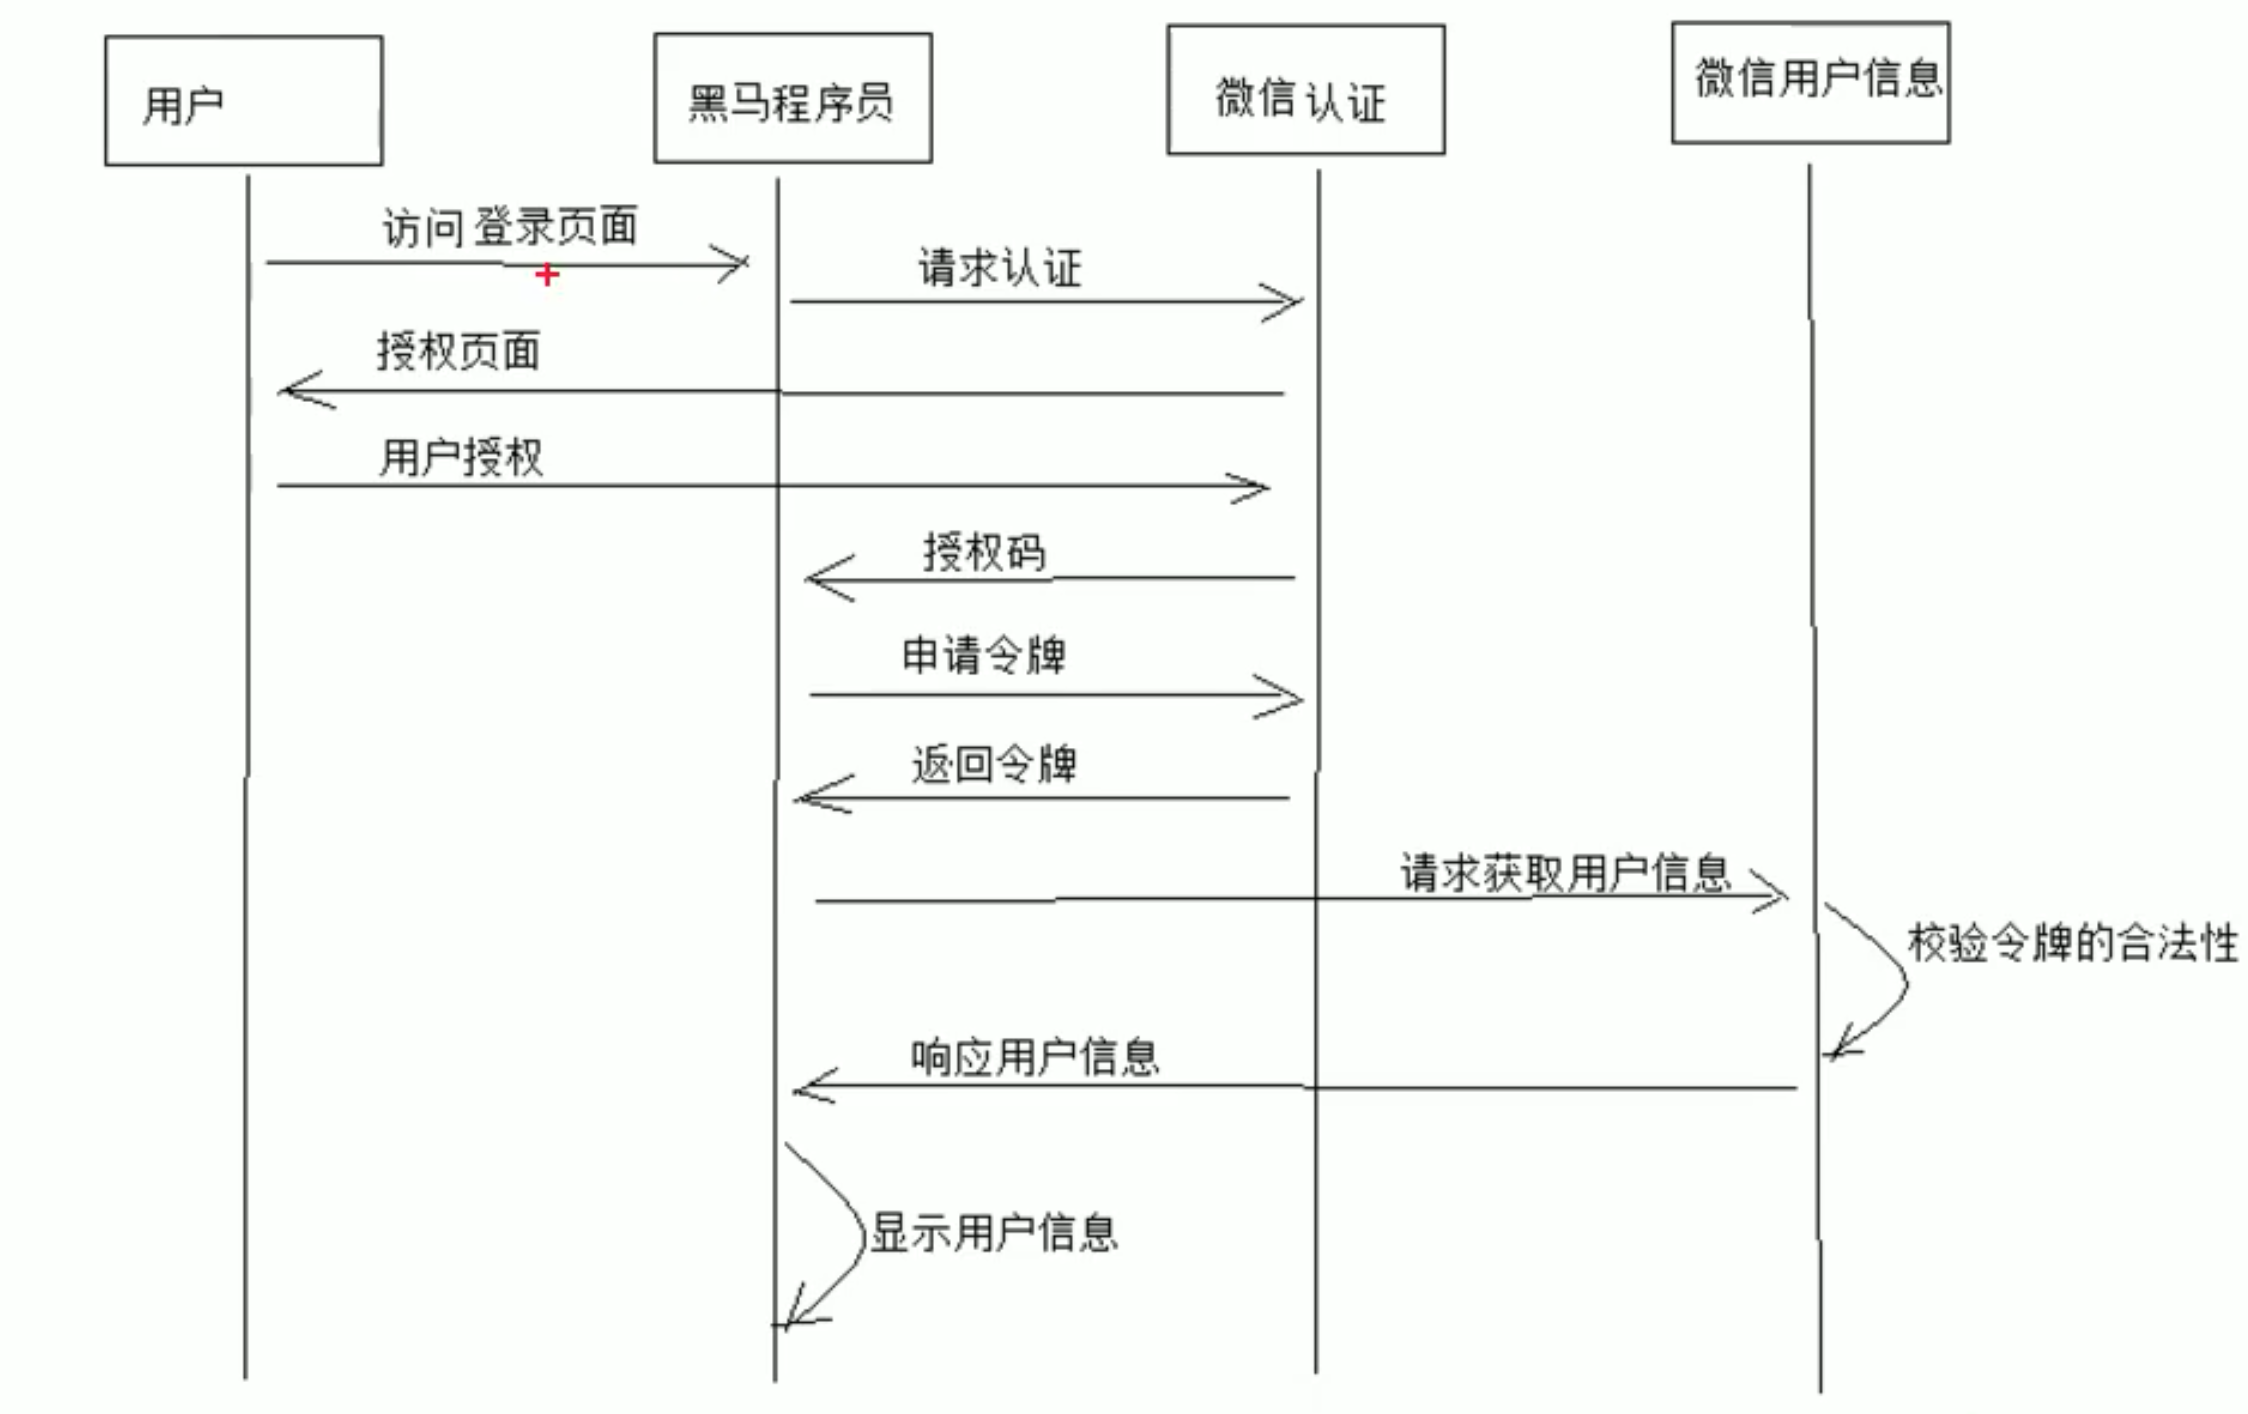 用户
黑马程序员
微信认证
微信用户信息
访问登录页面
请求认证
授权页面
用户授权
授权码
申请令牌
返回令牌
请求获取用户信息
校验令牌的合法性
响应用户信息
显示用户信息